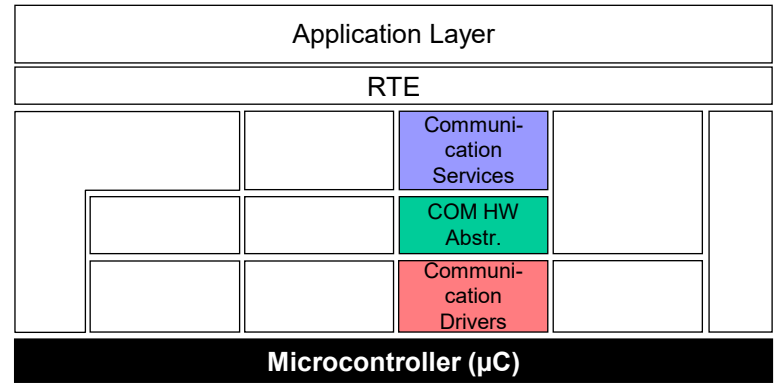 Application Layer
RTE
Communi-
cation
Services
COM HW
Abstr.
Communi-
cation
Drivers
Microcontroller (µC)